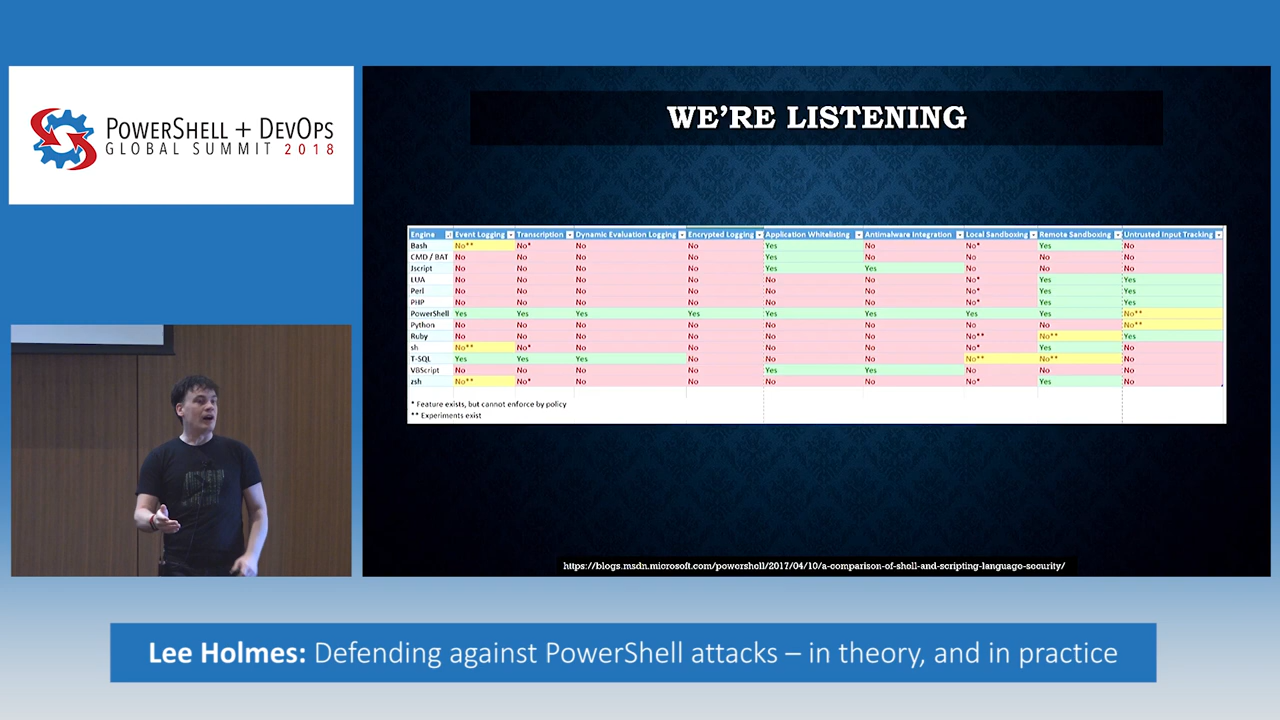 POWERSHELL + DEVOPS
GLOBAL SUMMIT 2018
WE'RE LISTENING
Engine Event Logging Transcription Dynamic Evaluation Logging Encrypted Logging Application Whitelisting Antimalware Integration Local Sandboxing Remote Sandboxing Untrusted Input Tracking
Bash No** No* No No Yes No No* Yes No
CMD / BAT No No No No Yes No No No No
Jscript No No No No Yes Yes No No No
LUA No No No No No No No* Yes Yes
Perl No No No No No No No* Yes Yes
PHP No No No No No No No* Yes Yes
PowerShell Yes Yes Yes Yes Yes Yes Yes Yes No**
Python No No No No No No No No No**
Ruby No No No No No No No** No** Yes
sh No** No* No No No No No* Yes No
T-SQL Yes Yes Yes No No No No** No** No
VBScript No No No No Yes Yes No No No
zsh No** No* No No No No No* Yes No
* Feature exists, but cannot enforce by policy
** Experiments exist
https://blogs.msdn.microsoft.com/powershell/2017/04/10/a-comparison-of-shell-and-scripting-language-security/
Lee Holmes: Defending against PowerShell attacks – in theory, and in practice